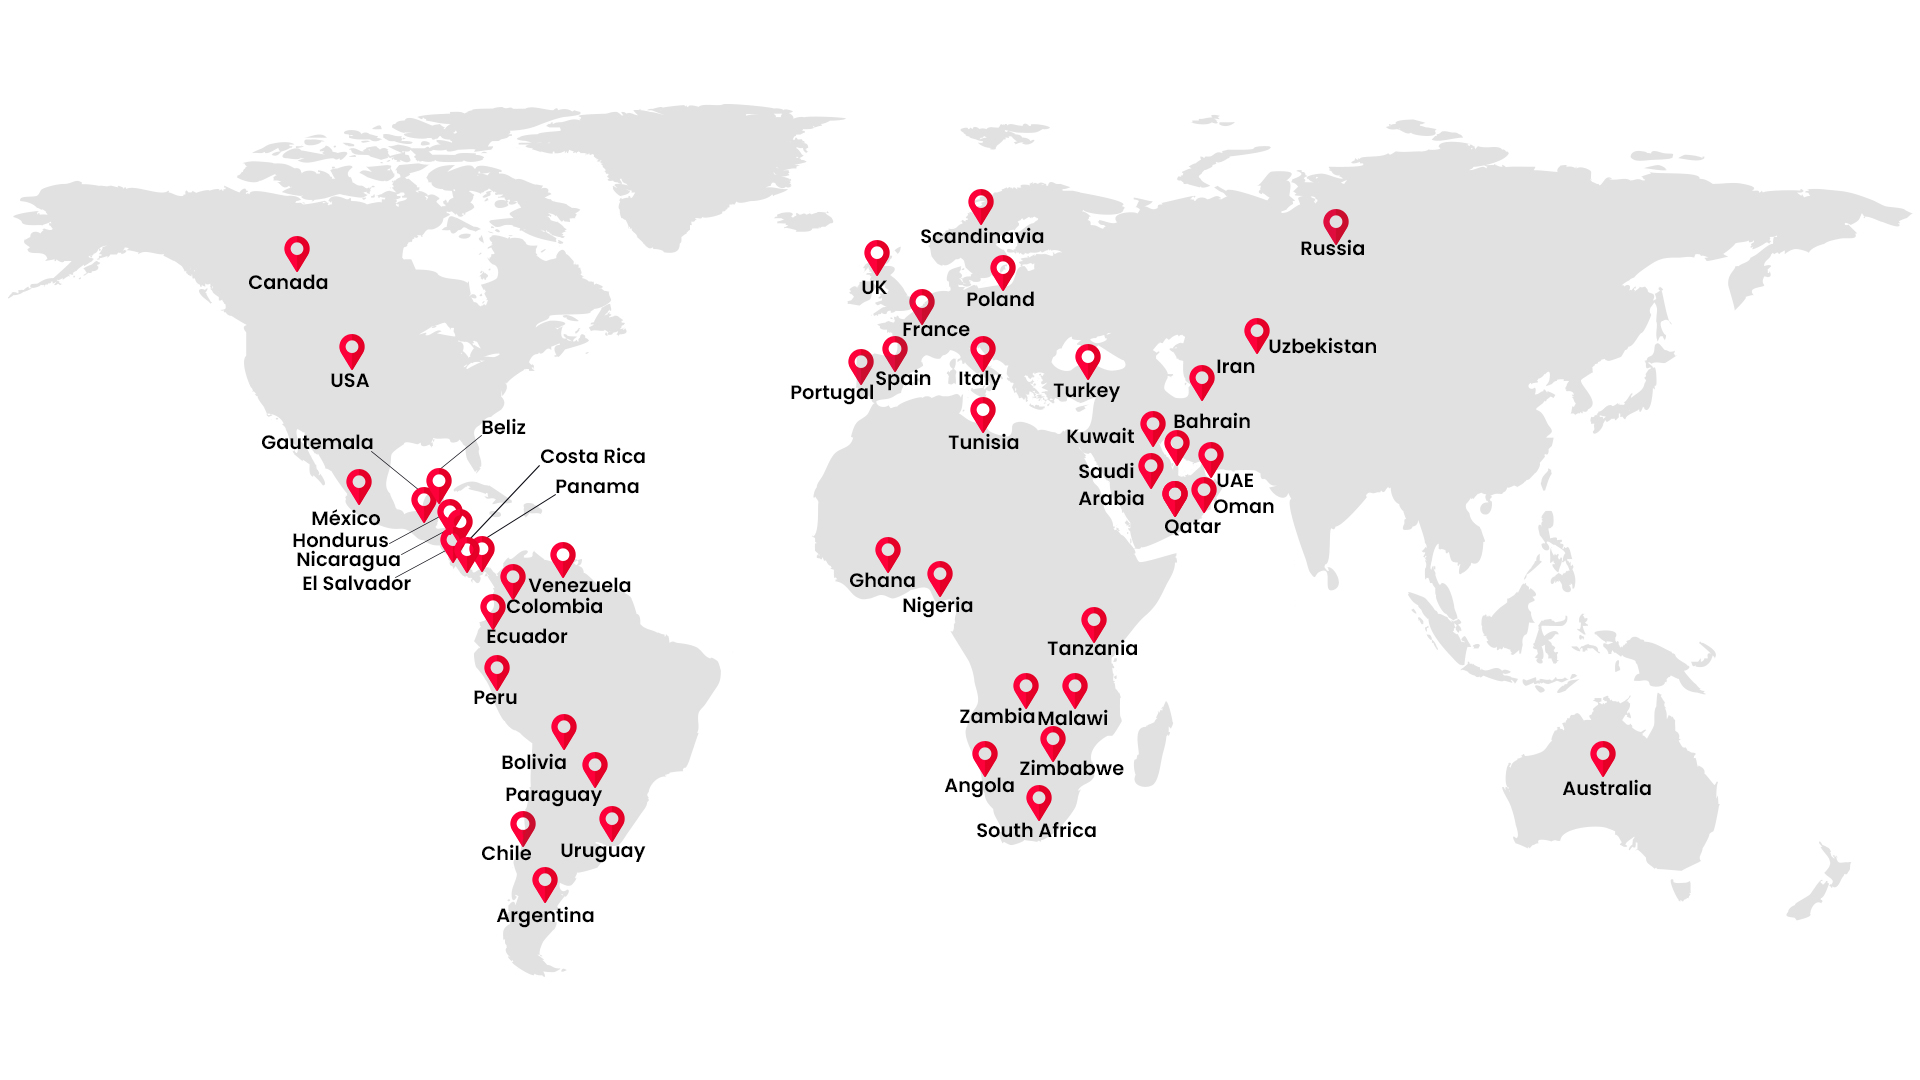 Scandinavia
Russia
Canada
UK
Poland
France
Uzbekistan
Iran
USA
Portugal
Spain
Italy
Turkey
Beliz
Gautemala
Tunisia
Kuwait
Bahrain
Costa Rica
Panama
Saudi
Arabia
UAE
Oman
Qatar
México
Hondurus
Nicaragua
El Salvador
Venezuela
Colombia
Ecuador
Ghana
Nigeria
Tanzania
Peru
Zambia
Malawi
Bolivia
Zimbabwe
Angola
Paraguay
Australia
South Africa
Chile
Uruguay
Argentina